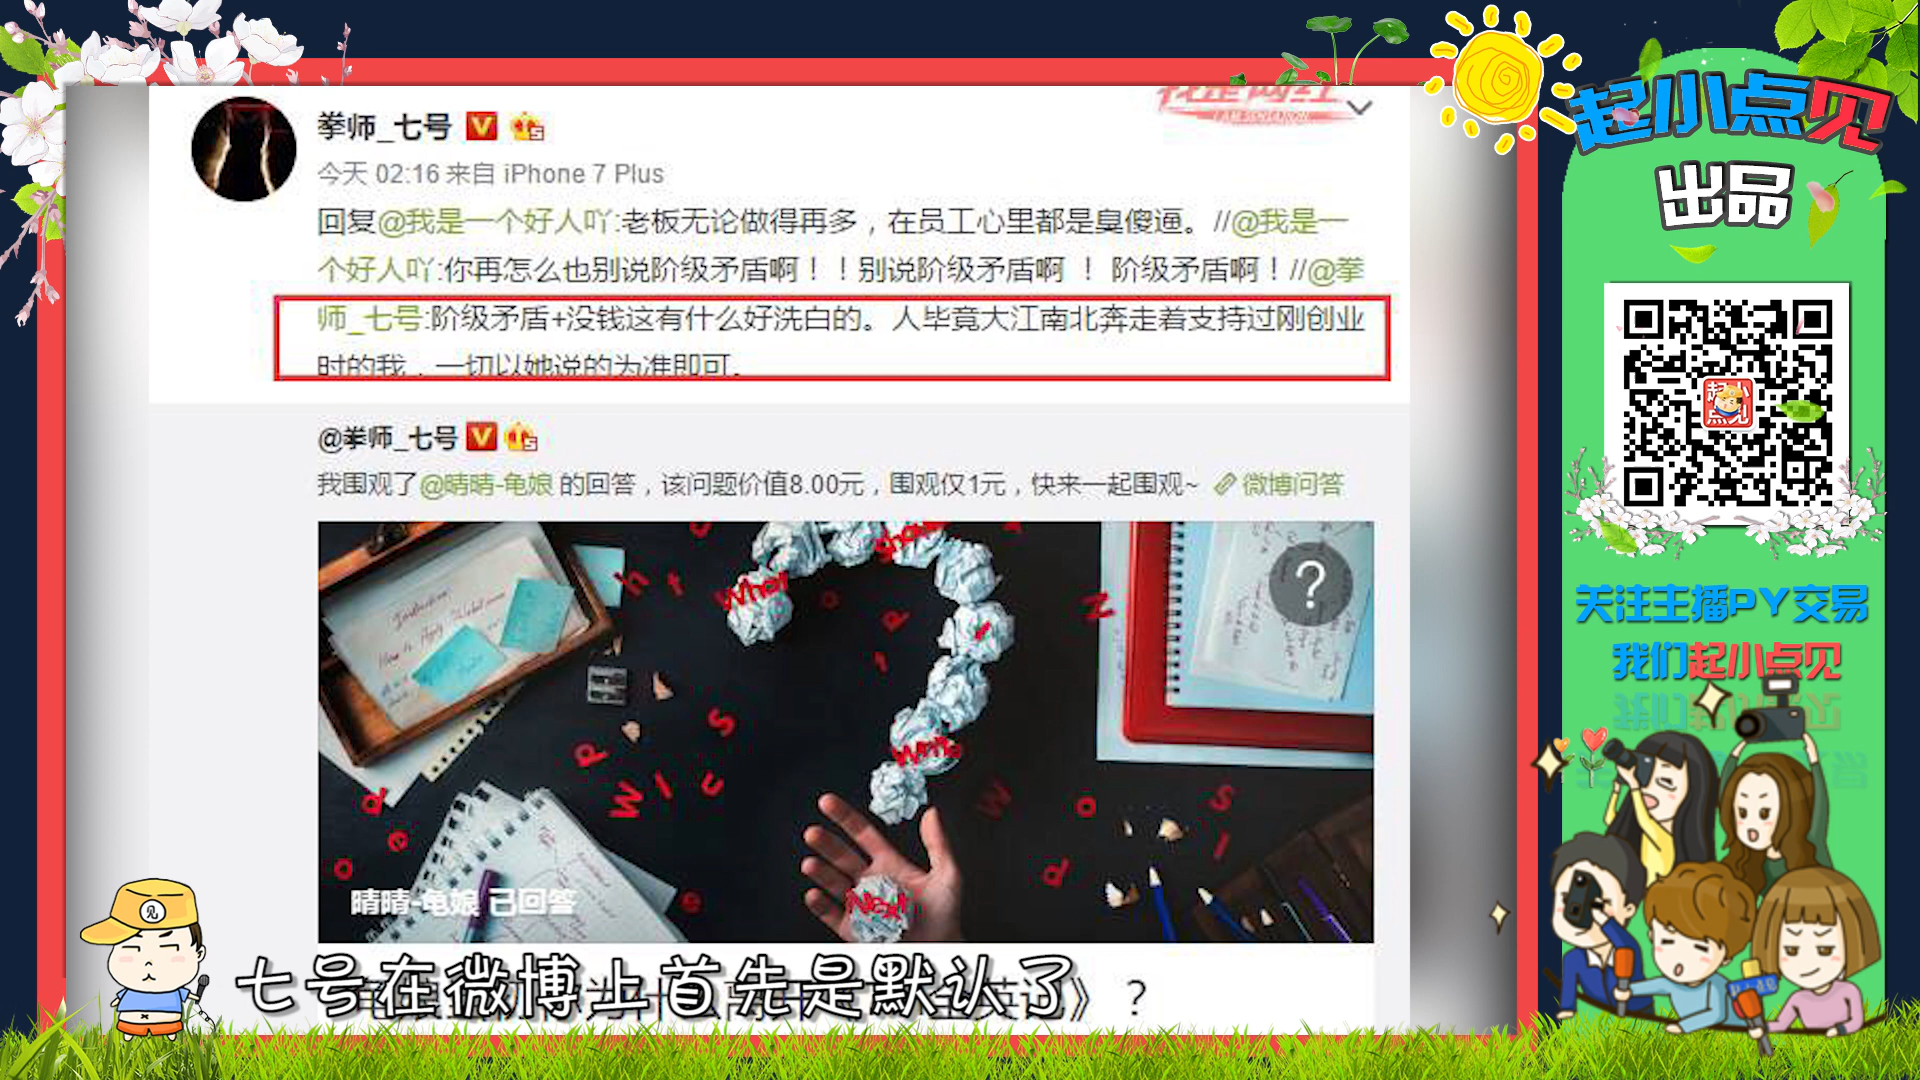 拳师_七号
今天 02:16 来自 iPhone 7 Plus
回复@我是一个好人吖:老板无论做得再多，在员工心里都是臭傻逼。//@我是一
个好人吖:你再怎么也别说阶级矛盾啊！！别说阶级矛盾啊 ！ 阶级矛盾啊！//@拳
师_七号:阶级矛盾+没钱这有什么好洗白的。人毕竟大江南北奔走着支持过刚创业
时的我，一切以她说的为准即可。
@拳师_七号
我围观了@晴晴-龟娘 的回答，该问题价值8.00元，围观仅1元，快来一起围观~ 微博问答
What
Next
晴晴-龟娘 已回答
七号在微博上首先是默认了
》？
起小点见
出品
起小点见
关注主播PY交易
我们起小点见